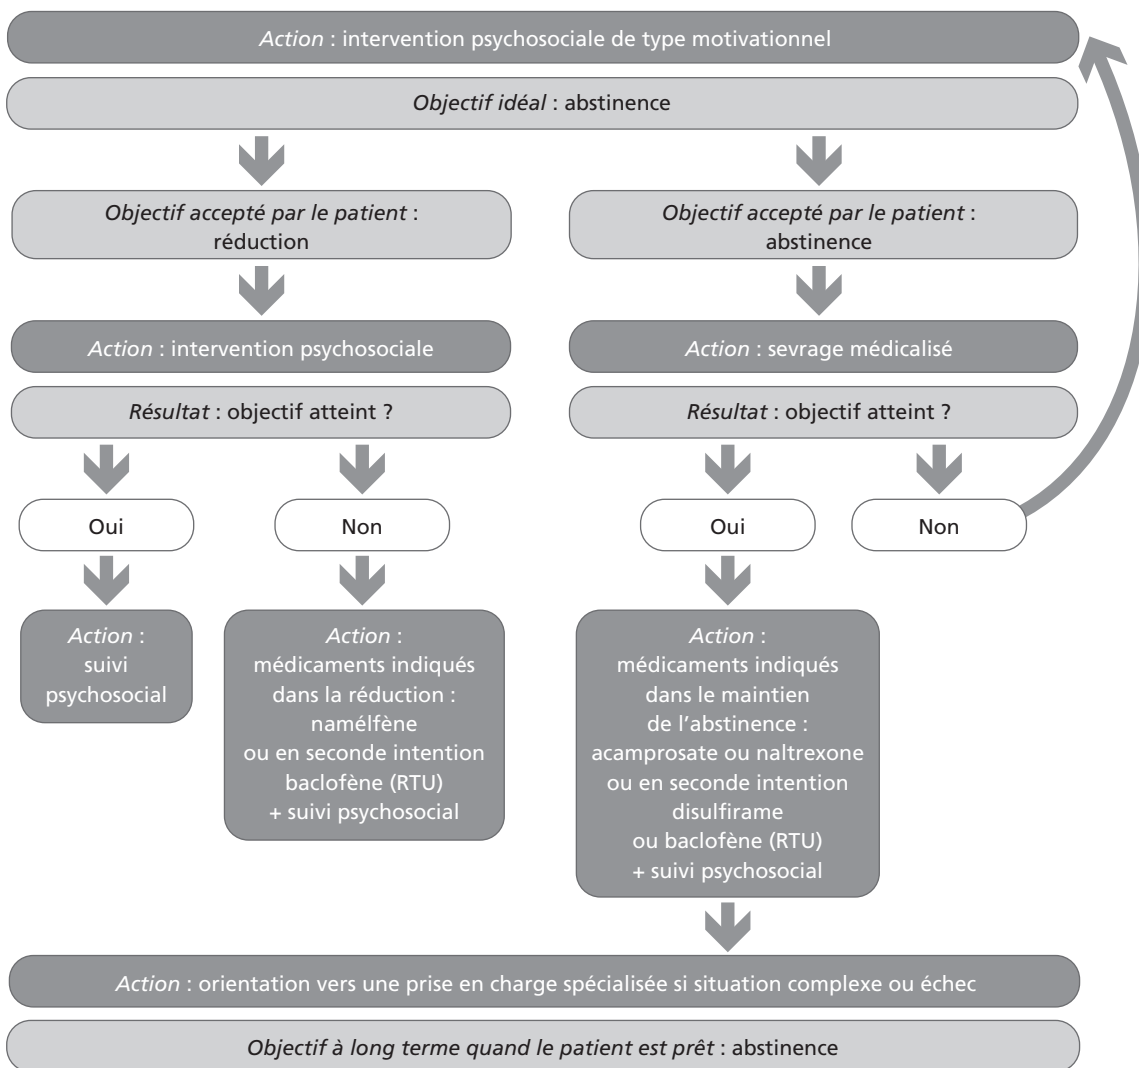 Action : intervention psychosociale de type motivationnel
Objectif idéal : abstinence
Objectif accepté par le patient :
réduction
Objectif accepté par le patient :
abstinence
Action : intervention psychosociale
Action : sevrage médicalisé
Résultat : objectif atteint ?
Résultat : objectif atteint ?
Oui
Non
Oui
Non
Action :
suivi
psychosocial
Action :
médicaments indiqués
dans la réduction :
namélfène
ou en seconde intention
baclofène (RTU)
+ suivi psychosocial
Action :
médicaments indiqués
dans le maintien
de l'abstinence :
acamprosate ou naltrexone
ou en seconde intention
disulfirame
ou baclofène (RTU)
+ suivi psychosocial
Action : orientation vers une prise en charge spécialisée si situation complexe ou échec
Objectif à long terme quand le patient est prêt : abstinence